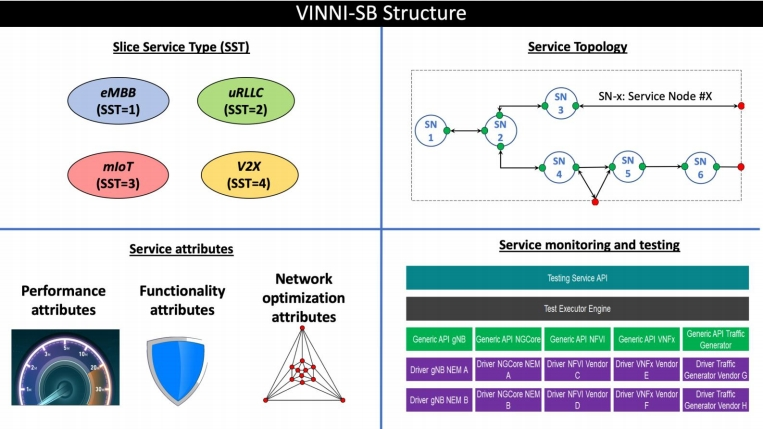 VINNI-SB Structure
Slice Service Type (SST)
eMBB
(SST=1)
uRLLC
(SST=2)
mIoT
(SST=3)
V2X
(SST=4)
Service Topology
SN-x: Service Node #X
SN
1
SN
2
SN
3
SN
4
SN
5
SN
6
Service attributes
Performance
attributes
Functionality
attributes
Network
optimization
attributes
Service monitoring and testing
Testing Service API
Test Executor Engine
Generic API gNB
Generic API NGCore
Generic API NFVI
Generic API VNFx
Generic API Traffic
Generator
Driver gNB NEM A
Driver NGCore NEM
A
Driver NFVI Vendor
C
Driver VNFx Vendor
E
Driver Traffic
Generator Vendor G
Driver gNB NEM B
Driver NGCore NEM
B
Driver NFVI Vendor
D
Driver VNFx Vendor
F
Driver Traffic
Generator Vendor H